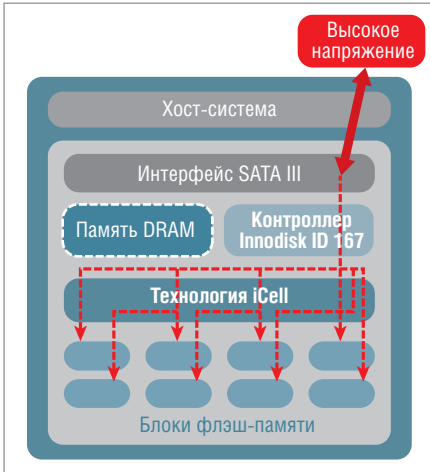 Высокое
напряжение
Хост-система
Интерфейс SATA III
Память DRAM
Контроллер
Innodisk ID 167
Технология iCell
Блоки флэш-памяти